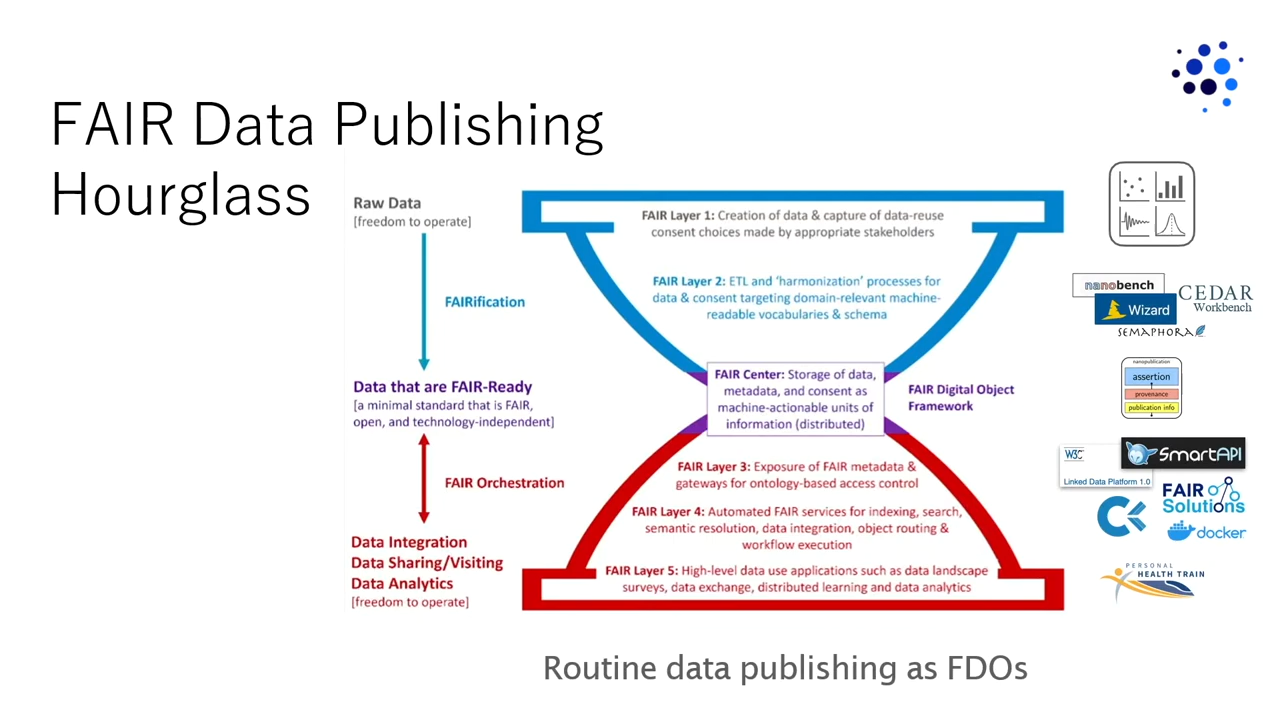 FAIR Data Publishing
Hourglass
Raw Data
[freedom to operate]
FAIRification
Data that are FAIR-Ready
[a minimal standard that is FAIR,
open, and technology-independent]
FAIR Orchestration
Data Integration
Data Sharing/Visiting
Data Analytics
[freedom to operate]
FAIR Layer 1: Creation of data & capture of data-reuse
consent choices made by appropriate stakeholders
FAIR Layer 2: ETL and ‘harmonization’ processes for
data & consent targeting domain-relevant machine-
readable vocabularies & schema
FAIR Center: Storage of data,
metadata, and consent as
machine-actionable units of
information (distributed)
FAIR Digital Object
Framework
FAIR Layer 3: Exposure of FAIR metadata &
gateways for ontology-based access control
FAIR Layer 4: Automated FAIR services for indexing, search,
semantic resolution, data integration, object routing &
workflow execution
FAIR Layer 5: High-level data use applications such as data landscape
surveys, data exchange, distributed learning and data analytics
nanobench
CEDAR
Workbench
Wizard
SEMAPHORA
nanopublication
assertion
provenance
publication info
W3C
Linked Data Platform 1.0
SmartAPI
FAIR
Solutions
docker
PERSONAL
HEALTH TRAIN
Routine data publishing as FDOs